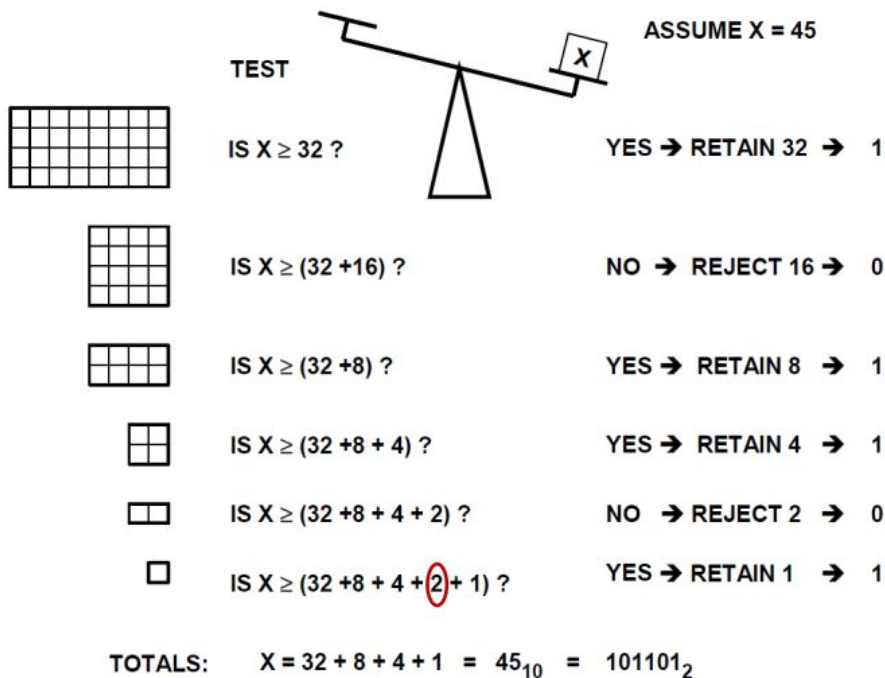 ASSUME X = 45
X
TEST
IS X ≥ 32 ? YES ➔ RETAIN 32 ➔ 1
IS X ≥ (32 +16) ? NO ➔ REJECT 16 ➔ 0
IS X ≥ (32 +8) ? YES ➔ RETAIN 8 ➔ 1
IS X ≥ (32 +8 + 4) ? YES ➔ RETAIN 4 ➔ 1
IS X ≥ (32 +8 + 4 + 2) ? NO ➔ REJECT 2 ➔ 0
IS X ≥ (32 +8 + 4 + 2 + 1) ? YES ➔ RETAIN 1 ➔ 1
TOTALS: X = 32 + 8 + 4 + 1 = 45₁₀ = 101101₂